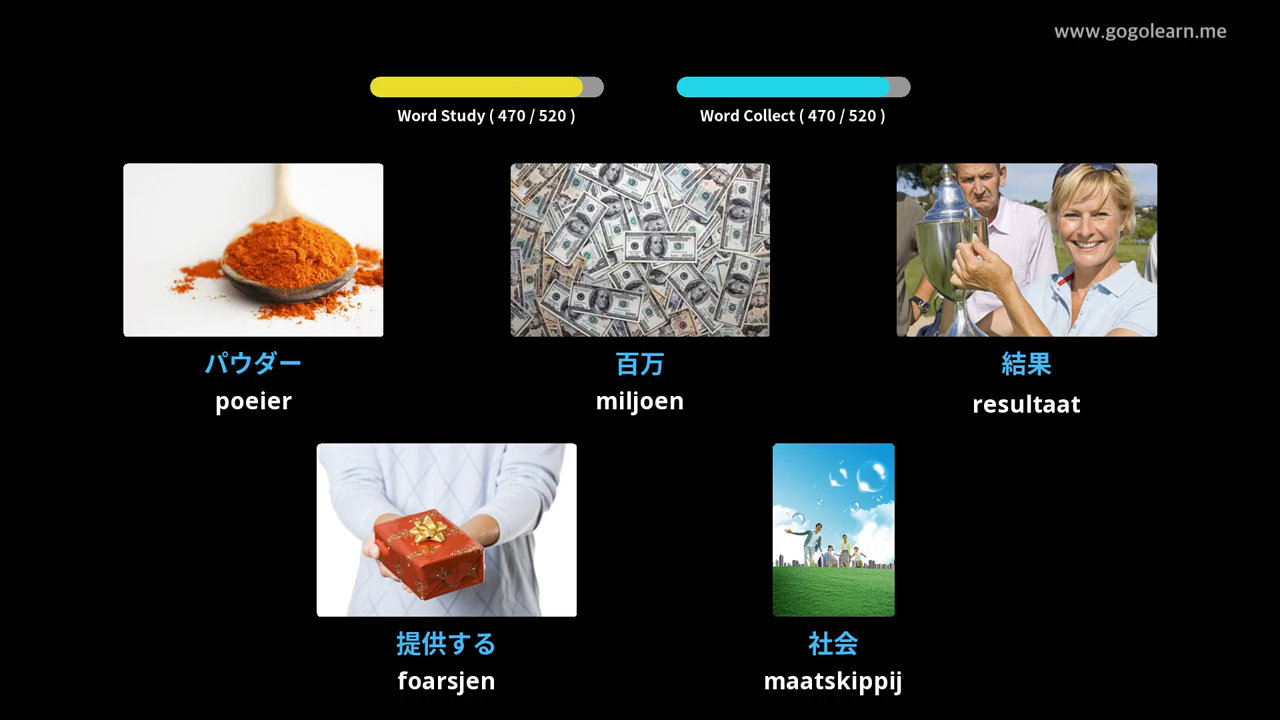 www.gogolearn.me
Word Study ( 470 / 520 )
Word Collect ( 470 / 520 )
パウダー
poeier
百万
miljoen
結果
resultaat
提供する
foarsjen
社会
maatskippij